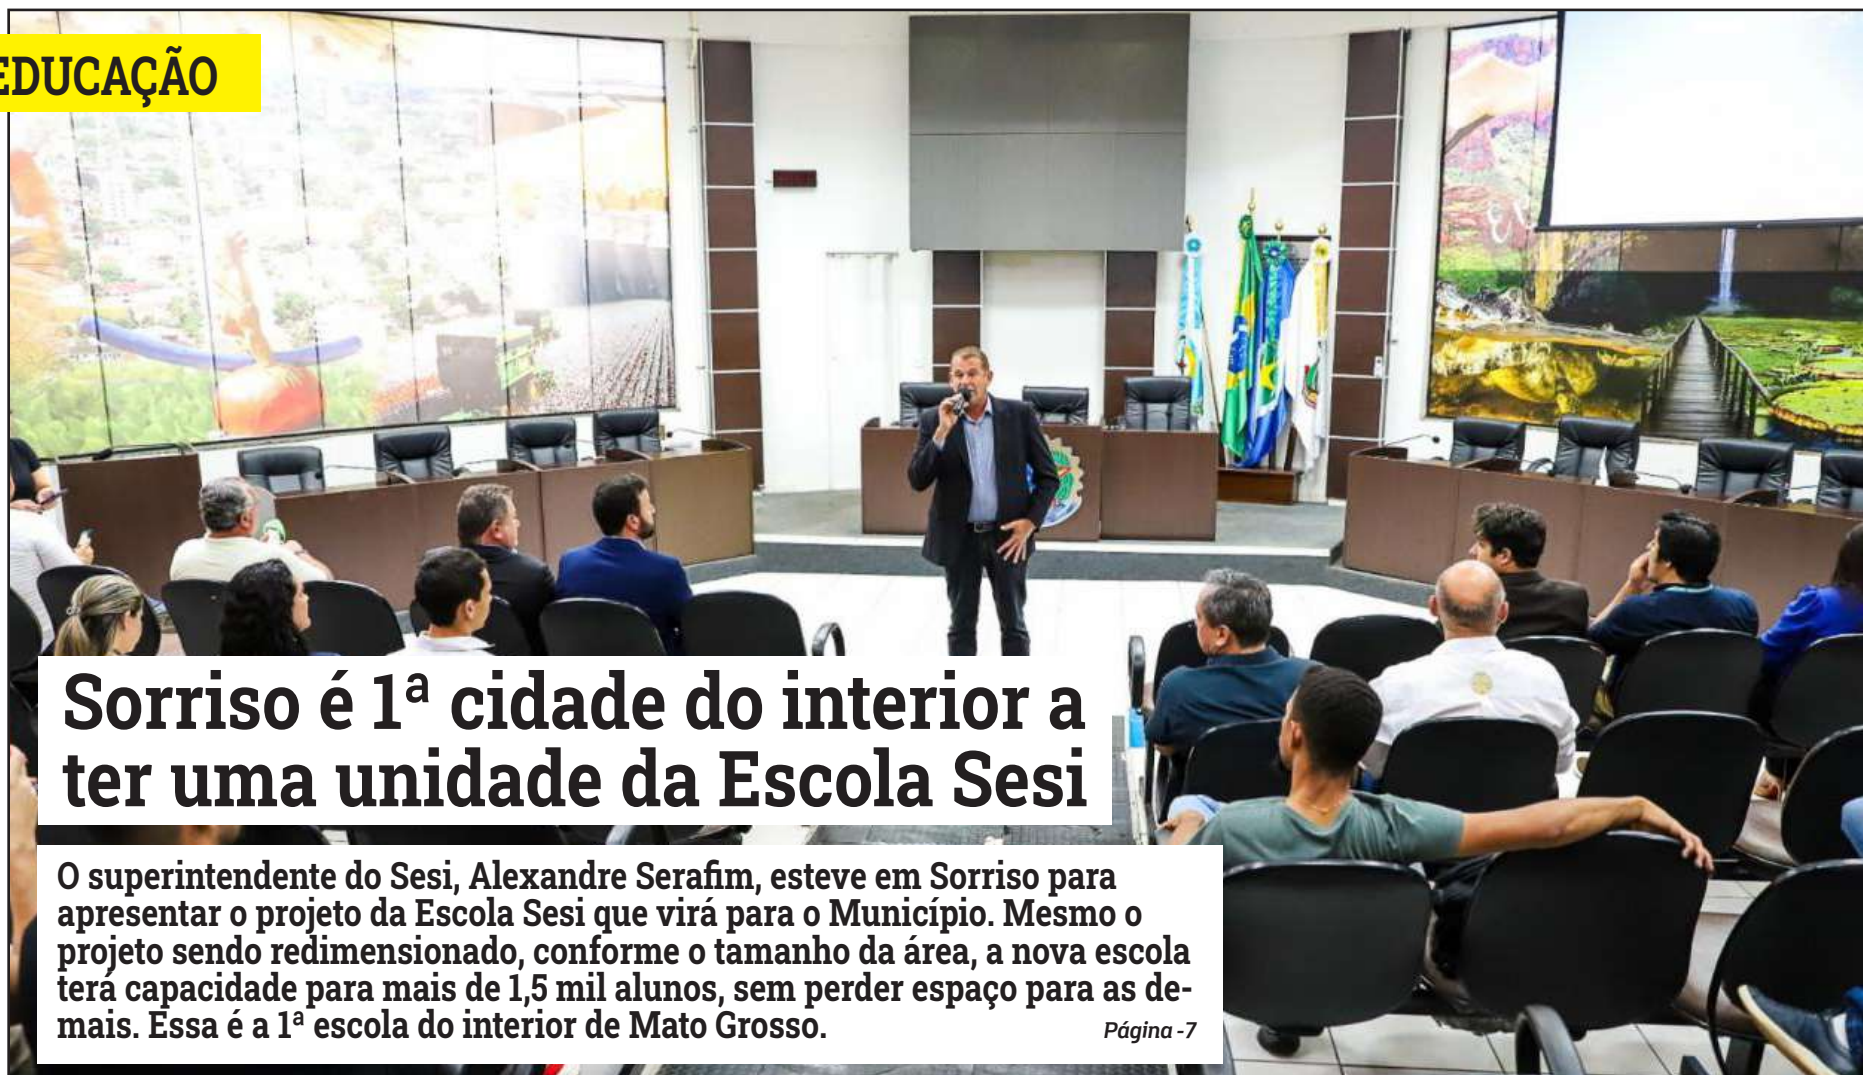 EDUCAÇÃO
Sorriso é 1ª cidade do interior a
ter uma unidade da Escola Sesi
O superintendente do Sesi, Alexandre Serafim, esteve em Sorriso para
apresentar o projeto da Escola Sesi que virá para o Município. Mesmo o
projeto sendo redimensionado, conforme o tamanho da área, a nova escola
terá capacidade para mais de 1,5 mil alunos, sem perder espaço para as de-
mais. Essa é a 1ª escola do interior de Mato Grosso.
Página -7